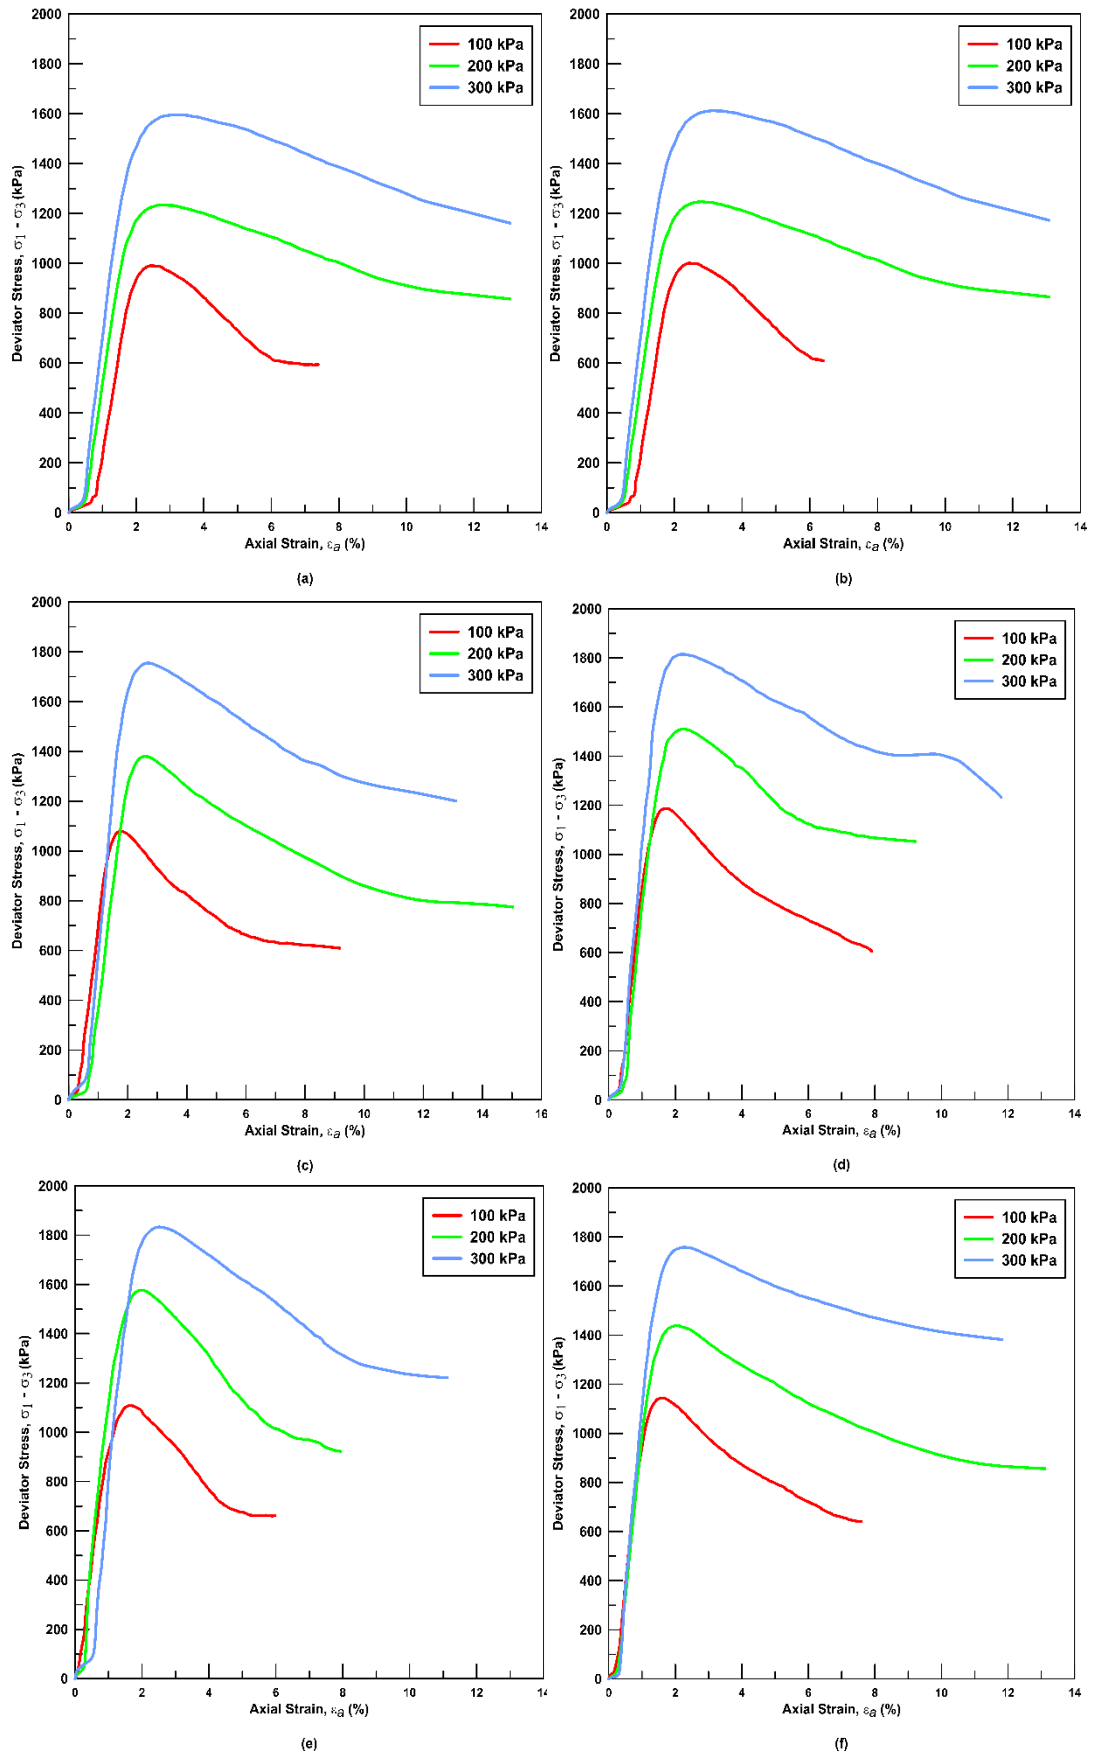 2000
1800
1600
1400
1200
1000
800
600
400
200
0
Deviator Stress, σ1 - σ3 (kPa)
100 kPa
200 kPa
300 kPa
0 2 4 6 8 10 12 14
Axial Strain, εa (%)
(a)
2000
1800
1600
1400
1200
1000
800
600
400
200
0
Deviator Stress, σ1 - σ3 (kPa)
100 kPa
200 kPa
300 kPa
0 2 4 6 8 10 12 14
Axial Strain, εa (%)
(b)
2000
1800
1600
1400
1200
1000
800
600
400
200
0
Deviator Stress, σ1 - σ3 (kPa)
100 kPa
200 kPa
300 kPa
0 2 4 6 8 10 12 14 16
Axial Strain, εa (%)
(c)
2000
1800
1600
1400
1200
1000
800
600
400
200
0
Deviator Stress, σ1 - σ3 (kPa)
100 kPa
200 kPa
300 kPa
0 2 4 6 8 10 12 14
Axial Strain, εa (%)
(d)
2000
1800
1600
1400
1200
1000
800
600
400
200
0
Deviator Stress, σ1 - σ3 (kPa)
100 kPa
200 kPa
300 kPa
0 2 4 6 8 10 12 14
Axial Strain, εa (%)
(e)
2000
1800
1600
1400
1200
1000
800
600
400
200
0
Deviator Stress, σ1 - σ3 (kPa)
100 kPa
200 kPa
300 kPa
0 2 4 6 8 10 12 14
Axial Strain, εa (%)
(f)